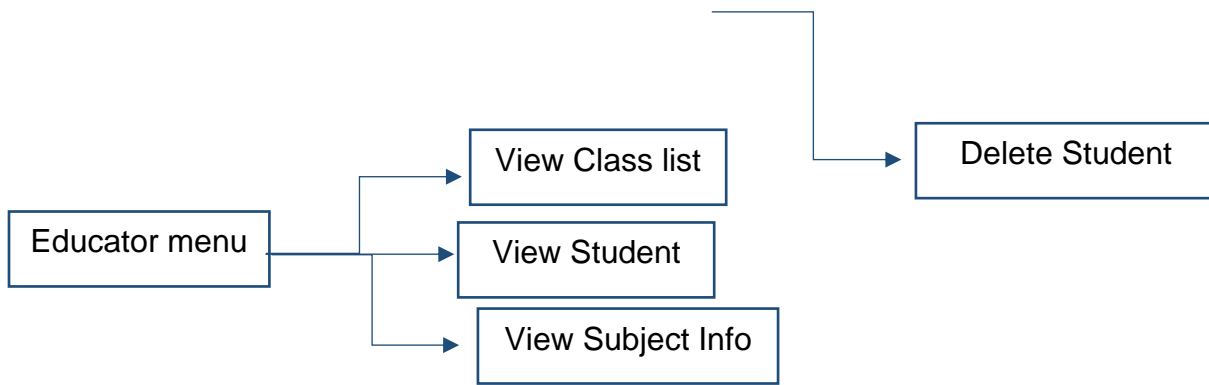 View Class list
Delete Student
Educator menu
View Student
View Subject Info